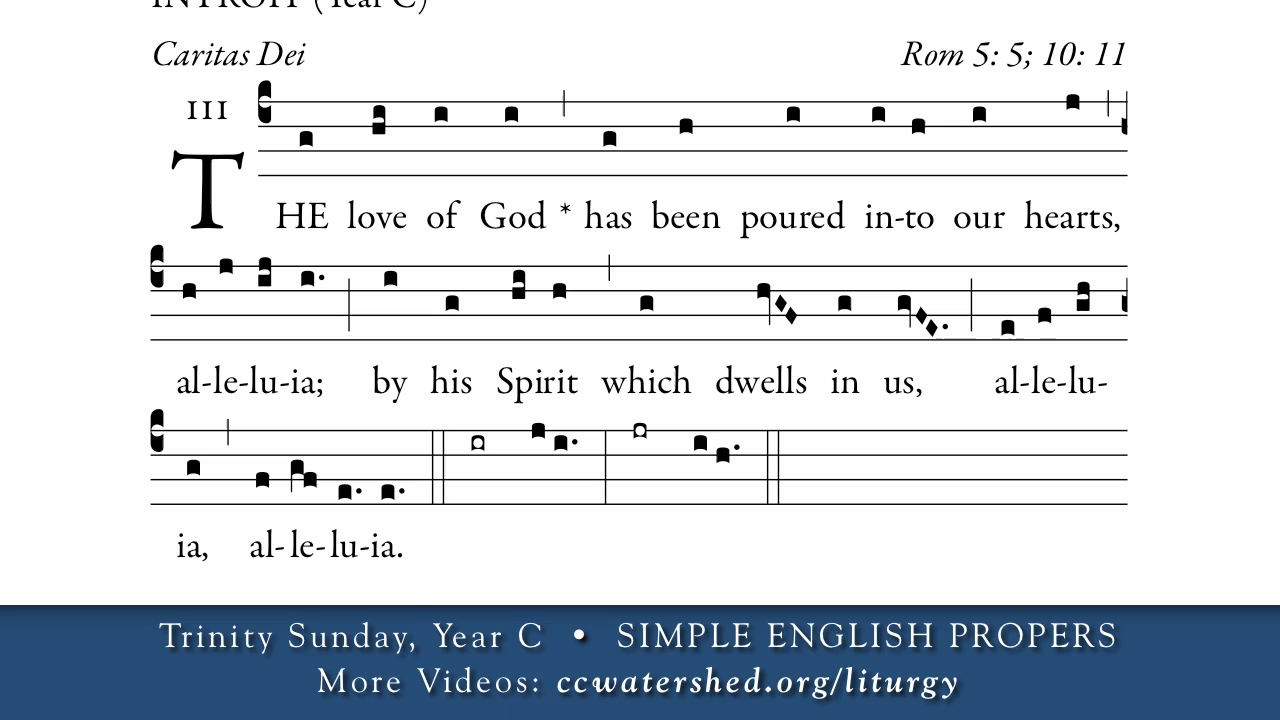 INTROIT (Year C)
Caritas Dei Rom 5: 5; 10: 11
III
THE love of God * has been poured in-to our hearts,
al-le-lu-ia; by his Spirit which dwells in us, al-le-lu-
ia, al-le-lu-ia.
Trinity Sunday, Year C • SIMPLE ENGLISH PROPERS
More Videos: ccwatershed.org/liturgy